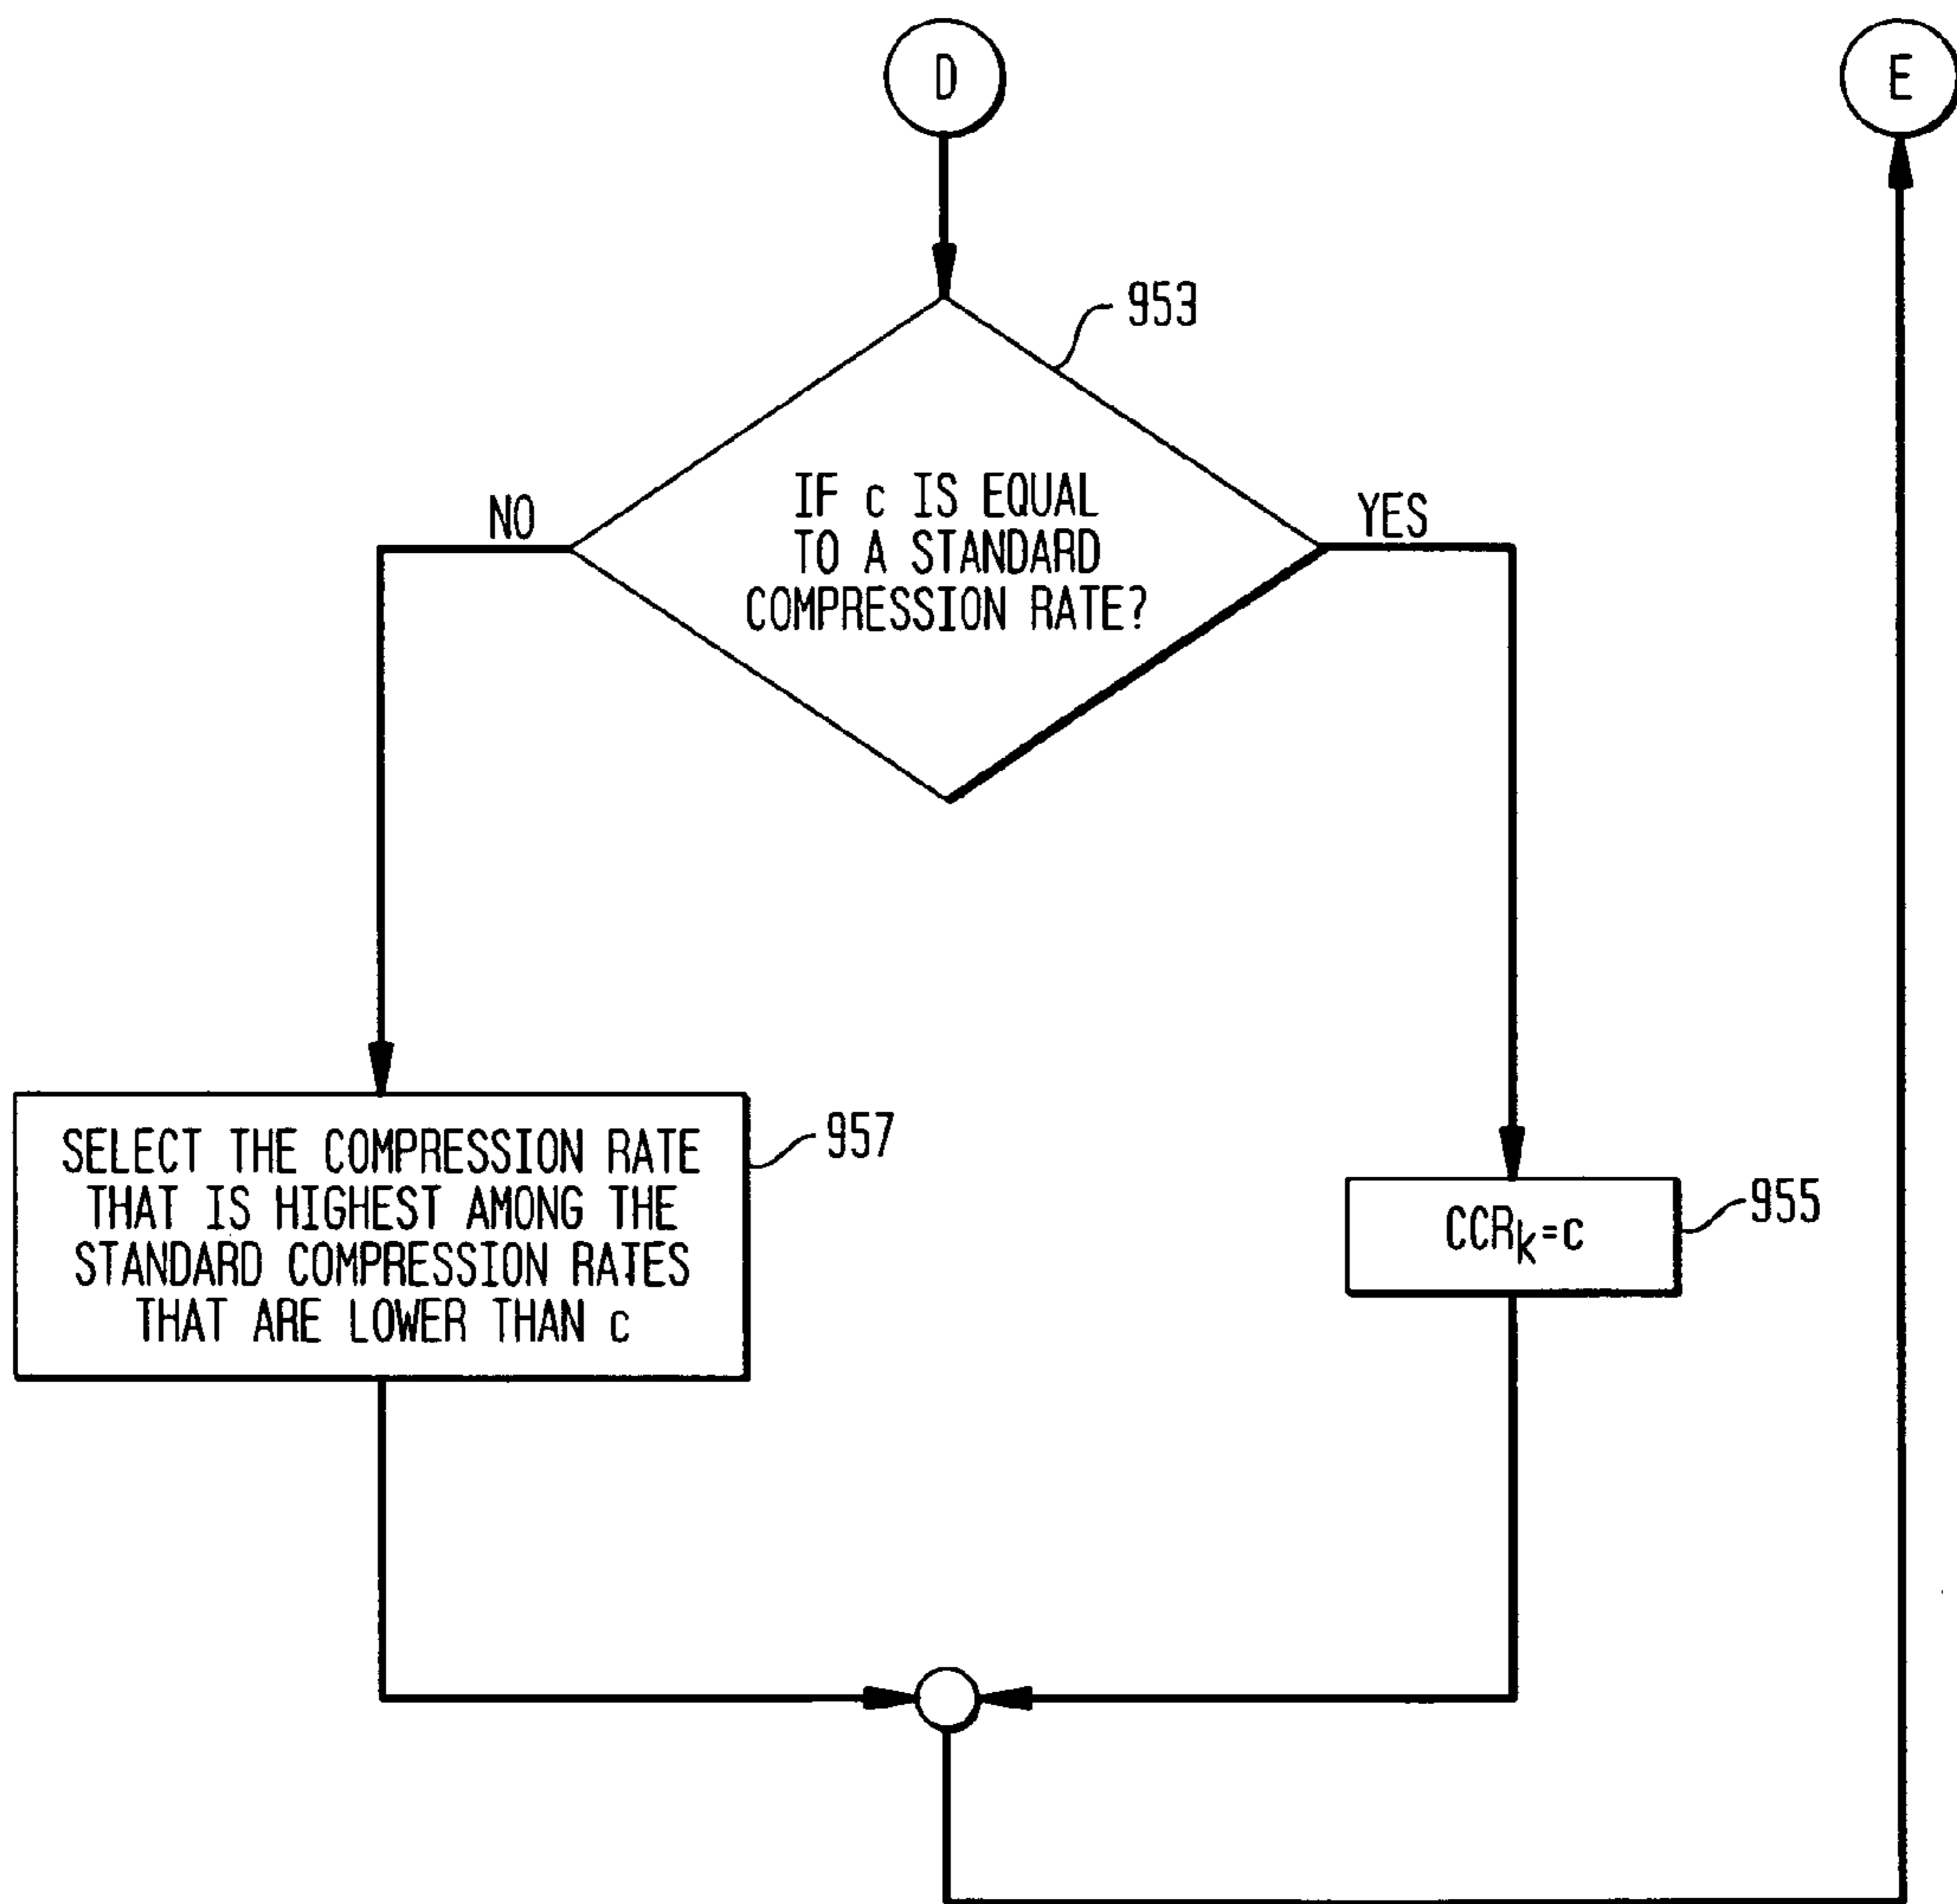 D
E
953
IF c IS EQUAL
TO A STANDARD
COMPRESSION RATE?
NO
YES
SELECT THE COMPRESSION RATE
THAT IS HIGHEST AMONG THE
STANDARD COMPRESSION RATES
THAT ARE LOWER THAN c
957
CCRk=c
955